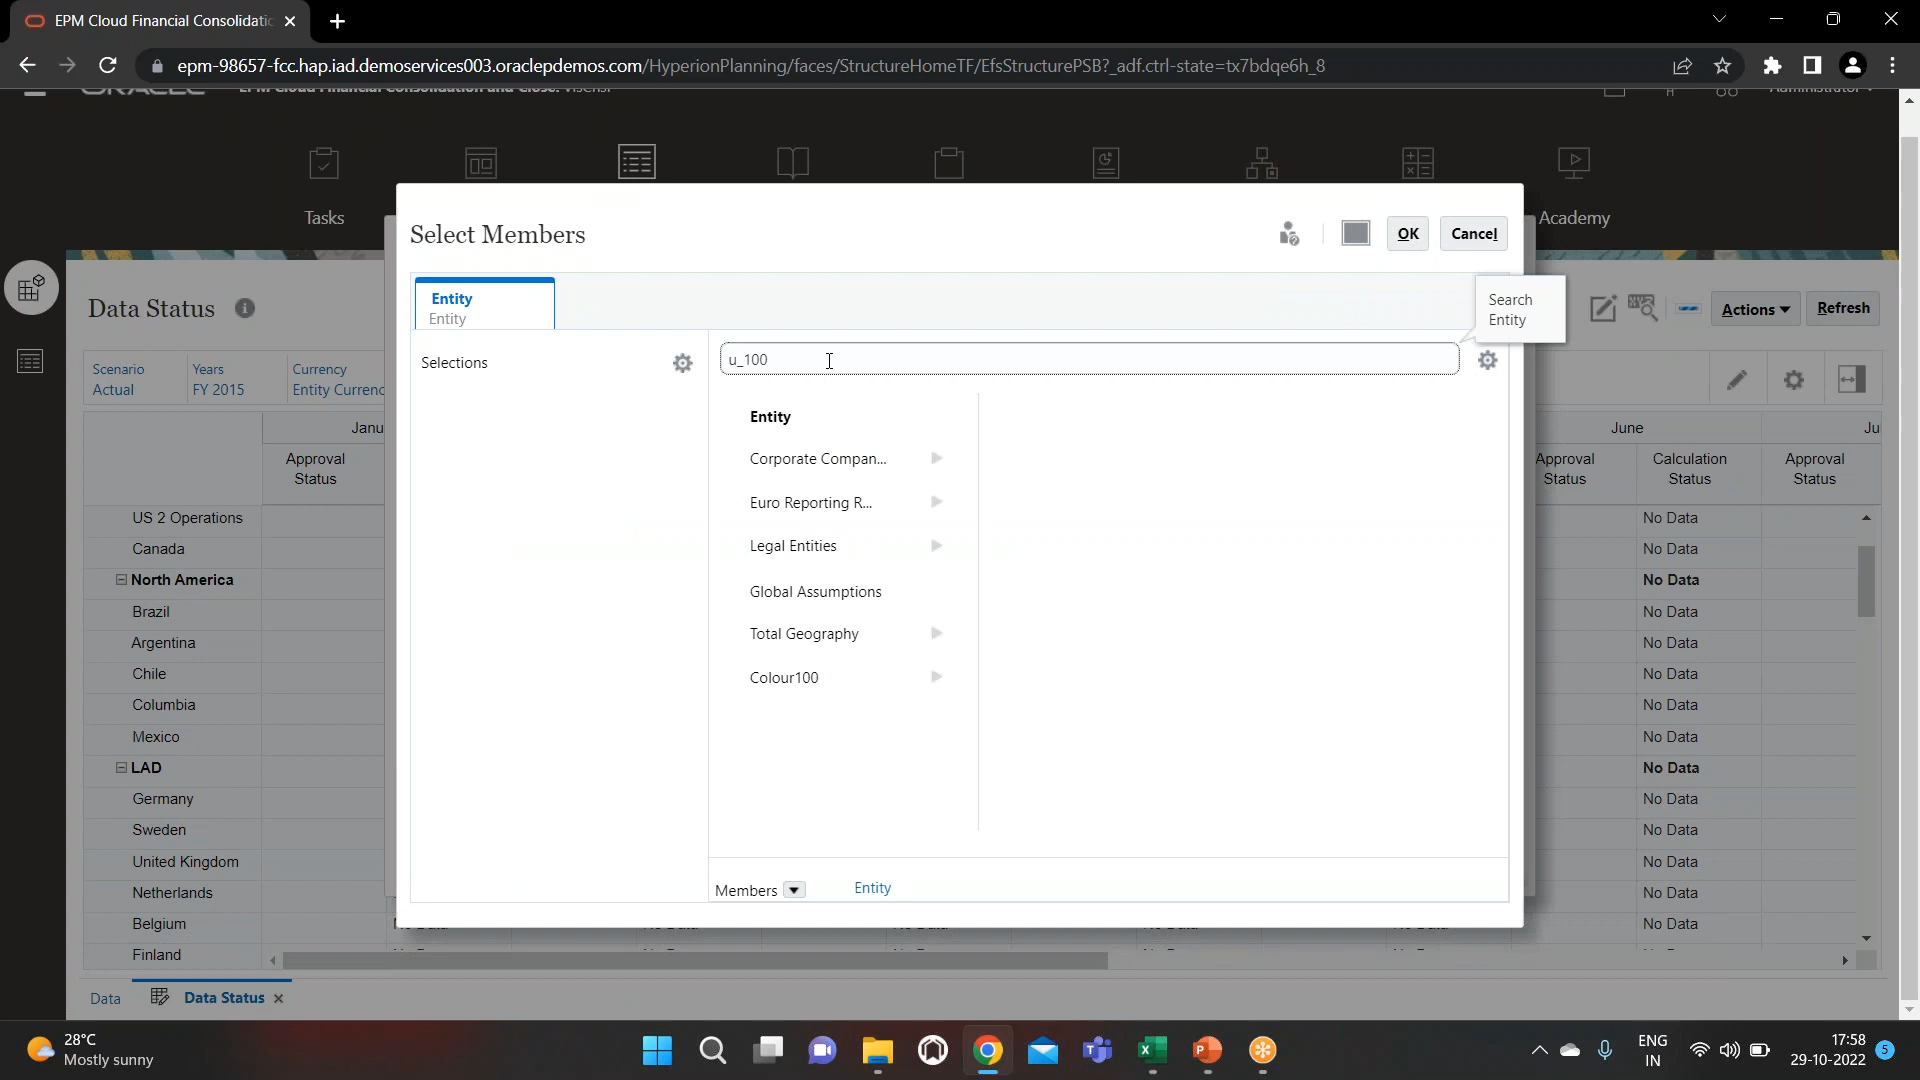 EPM Cloud Financial Consolidatic
epm-98657-fcc.hap.iad.demoservices003.oraclepdemos.com/HyperionPlanning/faces/StructureHomeTF/EfsStructurePSB?_adf.ctrl-state=tx7bdqe6h_8
ORACLE EPM Cloud Financial Consolidation and Close: Administrator
Tasks
Academy
Select Members
OK
Cancel
Entity
Entity
Search
Entity
Selections
u_100
Entity
Corporate Compan...
Euro Reporting R...
Legal Entities
Global Assumptions
Total Geography
Colour100
Members
Entity
Data Status
Actions
Refresh
Scenario
Actual
Years
FY 2015
Currency
Entity Currenc
Janu
June
Ju
Approval
Status
Approval
Status
Calculation
Status
Approval
Status
US 2 Operations
No Data
Canada
No Data
North America
No Data
Brazil
No Data
Argentina
No Data
Chile
No Data
Columbia
No Data
Mexico
No Data
LAD
No Data
Germany
No Data
Sweden
No Data
United Kingdom
No Data
Netherlands
No Data
Belgium
No Data
Finland
Data
Data Status
28°C
Mostly sunny
ENG
IN
17:58
29-10-2022
5